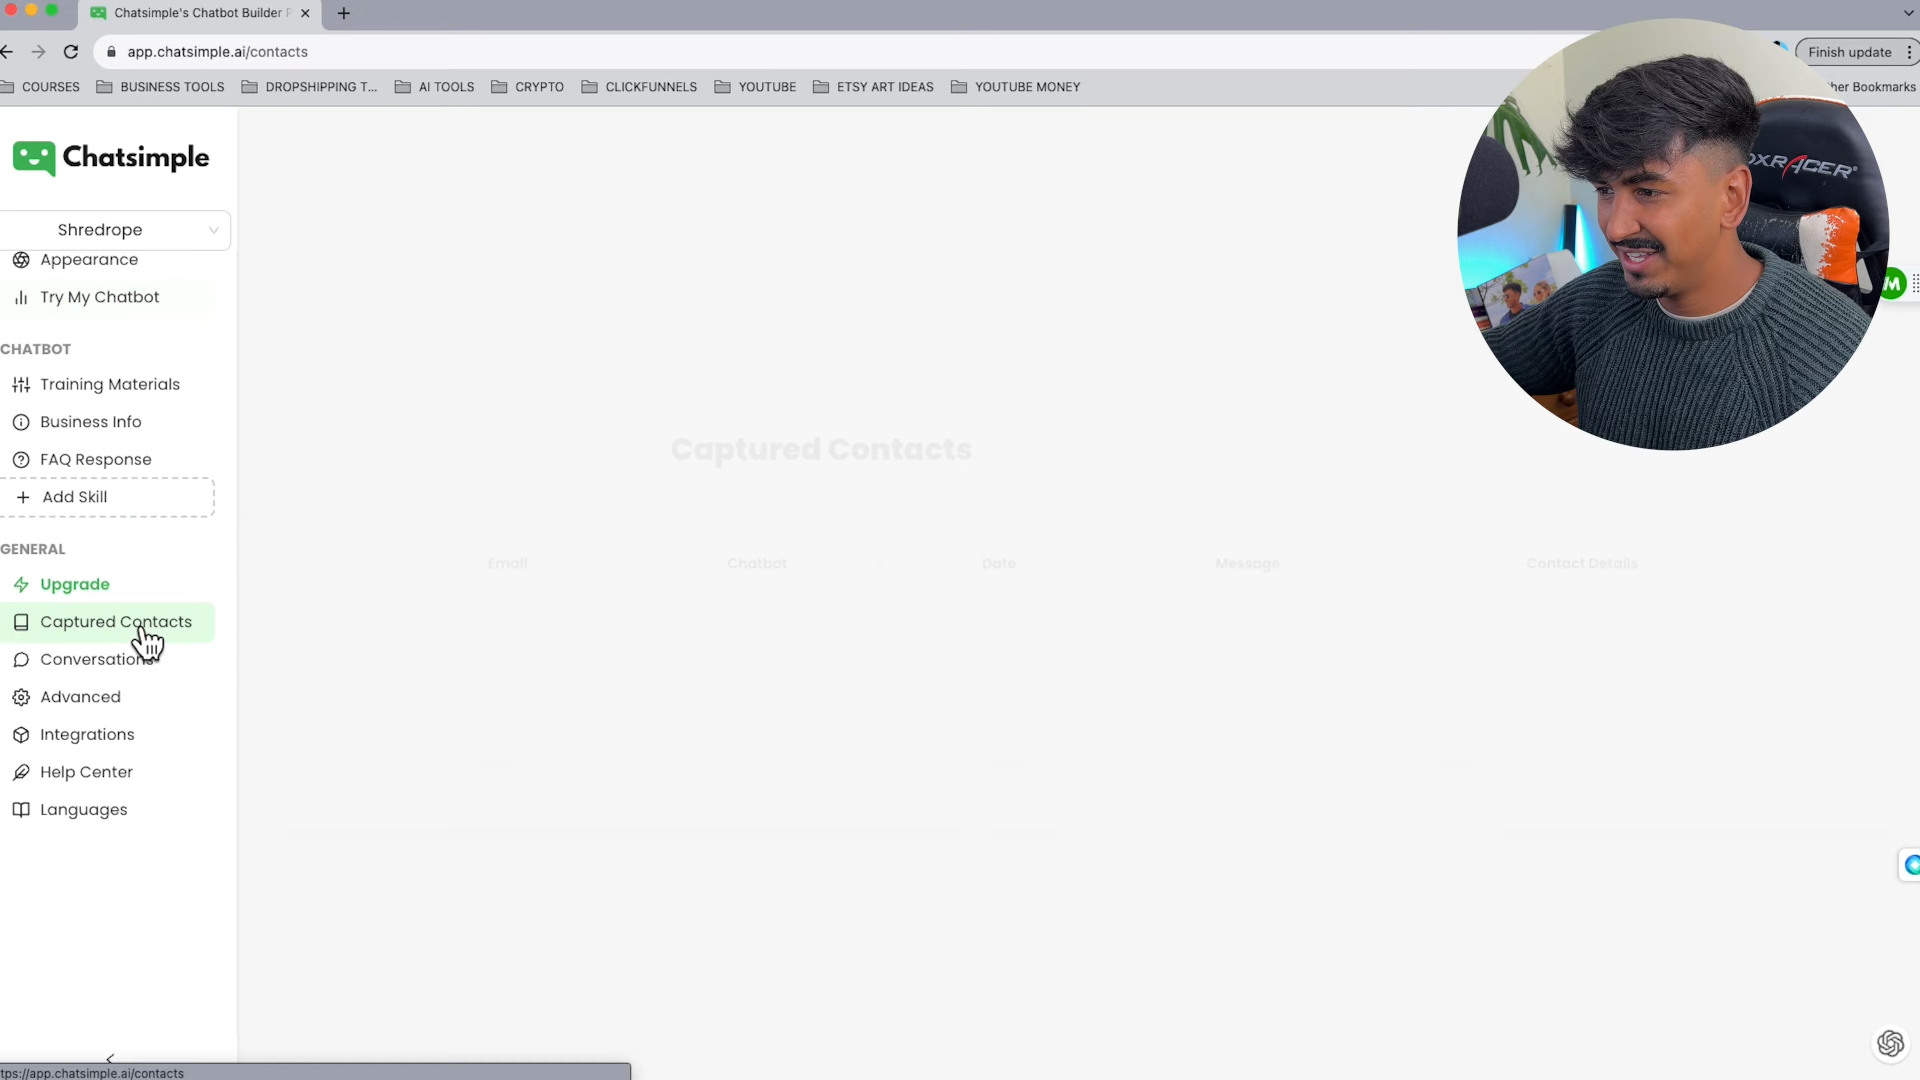 Chatsimple's Chatbot Builder
app.chatsimple.ai/contacts
Finish update
COURSES
BUSINESS TOOLS
DROPSHIPPING T...
AI TOOLS
CRYPTO
CLICKFUNNELS
YOUTUBE
ETSY ART IDEAS
YOUTUBE MONEY
her Bookmarks
Chatsimple
Shredrope
Appearance
Try My Chatbot
CHATBOT
Training Materials
Business Info
FAQ Response
+ Add Skill
GENERAL
Upgrade
Captured Contacts
Conversations
Advanced
Integrations
Help Center
Languages
Captured Contacts
Email
Chatbot
Date
Message
Contact Details
DXRACER
M
tps://app.chatsimple.ai/contacts